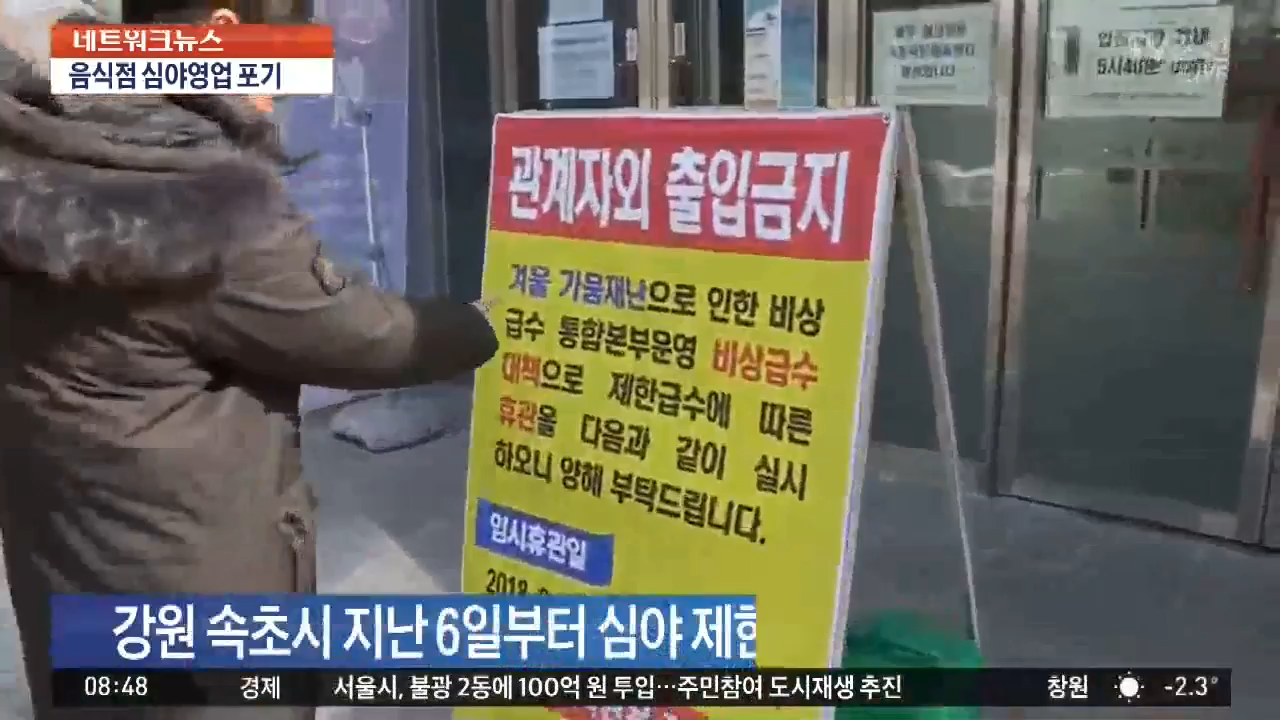 네트워크뉴스
음식점 심야영업 포기
관계자외 출입금지
겨울 가뭄재난으로 인한 비상
급수 통합본부운영 비상급수
대책으로 제한급수에 따른
휴관을 다음과 같이 실시
하오니 양해 부탁드립니다.
임시휴관일
2018.
강원 속초시 지난 6일부터 심야 제한
08:48 경제 서울시, 불광 2동에 100억 원 투입…주민참여 도시재생 추진 창원 -2.3°